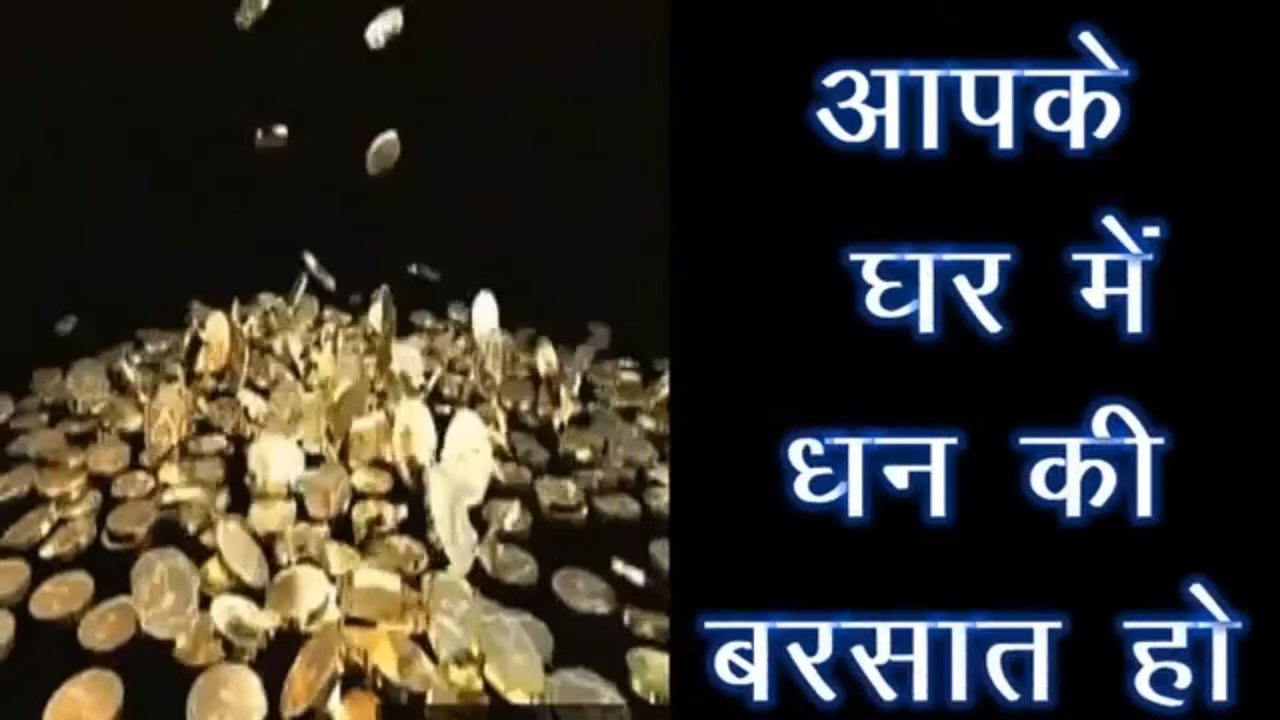 आपके
घर में
धन की
बरसात हो